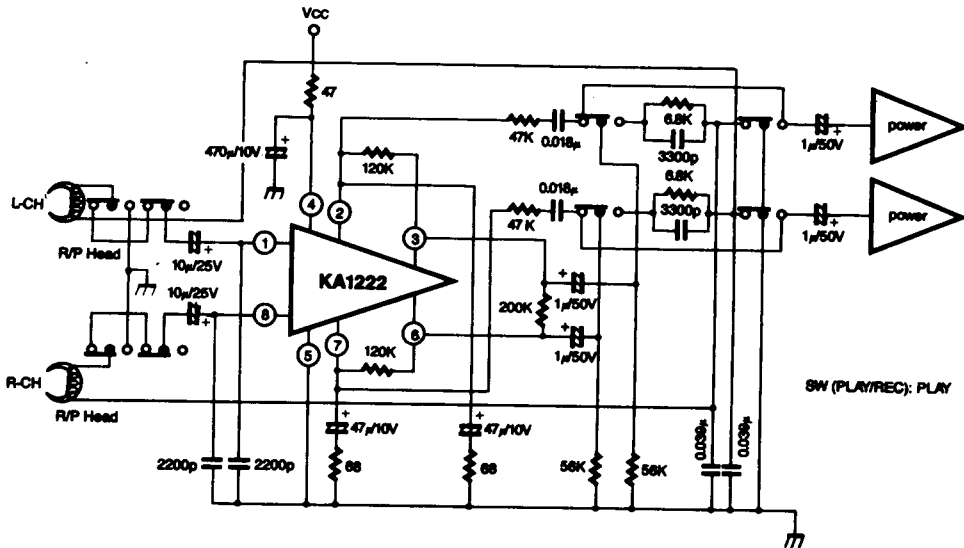 Vcc
47
470μ/10V
120K
47K
0.018μ
6.8K
3300p
1μ/50V
power
L-CH
R/P Head
10μ/25V
4
2
1
3
KA1222
0.018μ
47 K
6.8K
3300p
1μ/50V
power
10μ/25V
8
5
7
6
200K
1μ/50V
1μ/50V
120K
R-CH
R/P Head
SW (PLAY/REC): PLAY
47μ/10V
47μ/10V
2200p
2200p
68
68
56K
56K
0.039μ
0.039μ
+
+
+
+
+
+
+
+
+